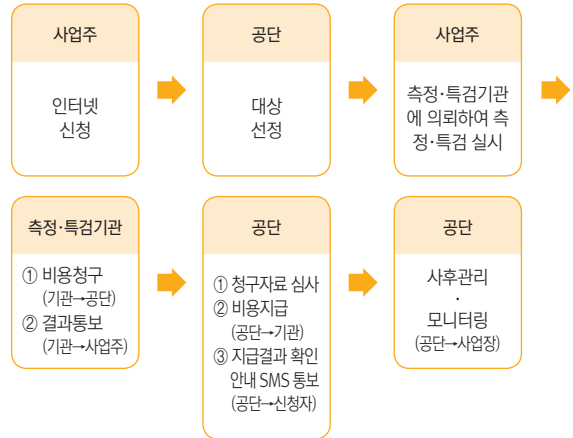 사업주
인터넷
신청
공단
대상
선정
사업주
측정·특검기관
에 의뢰하여 측
정·특검 실시
측정·특검기관
① 비용청구
(기관→공단)
② 결과통보
(기관→사업주)
공단
① 청구자료 심사
② 비용지급
(공단→기관)
③ 지급결과 확인
안내 SMS 통보
(공단→신청자)
공단
사후관리
·
모니터링
(공단→사업장)